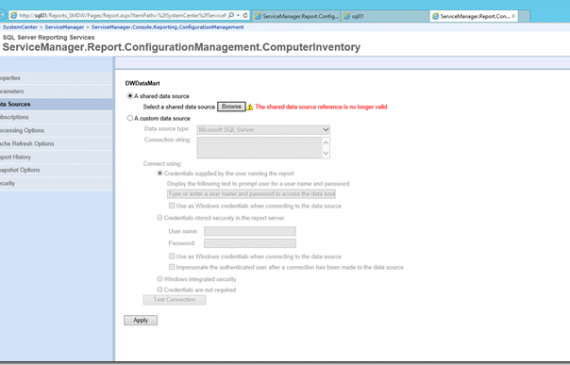 http://sql01/Reports_MDW/Pages/Report.aspx?ItemPath=%2fSystemCenter%2fServiceM
ServiceManager.Report.Config...
sql01
ServiceManager.Report.Con...
SystemCenter > ServiceManager > ServiceManager.Console.Reporting.ConfigurationManagement
SQL Server Reporting Services
ServiceManager.Report.ConfigurationManagement.ComputerInventory
operties
arameters
ata Sources
ubscriptions
ocessing Options
ache Refresh Options
eport History
napshot Options
ecurity
DWDataMart
A shared data source
Select a shared data source Browse The shared data source reference is no longer valid
A custom data source
Data source type: Microsoft SQL Server
Connection string:
Connect using:
Credentials supplied by the user running the report
Display the following text to prompt user for a user name and password:
Type or enter a user name and password to access the data sour
Use as Windows credentials when connecting to the data source
Credentials stored securely in the report server
User name:
Password:
Use as Windows credentials when connecting to the data source
Impersonate the authenticated user after a connection has been made to the data source
Windows integrated security
Credentials are not required
Test Connection
Apply